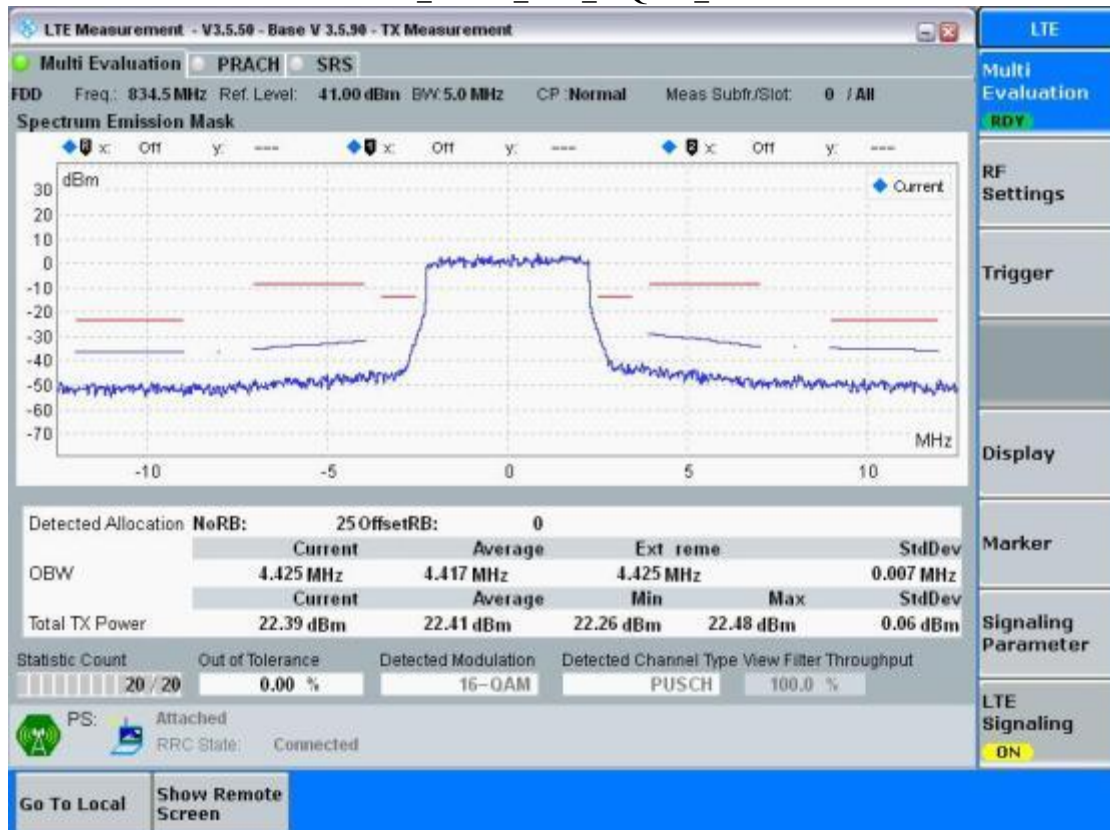 LTE Measurement - V3.5.50 - Base V 3.5.90 - TX Measurement
LTE
Multi Evaluation PRACH SRS
Multi
Evaluation
RDY
FDD Freq.: 834.5 MHz Ref. Level: 41.00 dBm BW: 5.0 MHz CP :Normal Meas Subfr./Slot: 0 / All
Spectrum Emission Mask
x: Off y: --- x: Off y: --- x: Off y: ---
dBm
Current
30
20
10
0
-10
-20
-30
-40
-50
-60
-70
MHz
-10 -5 0 5 10
RF
Settings
Trigger
Display
Marker
Signaling
Parameter
LTE
Signaling
ON
Detected Allocation NoRB: 25 OffsetRB: 0
Current Average Ext reme StdDev
OBW 4.425 MHz 4.417 MHz 4.425 MHz 0.007 MHz
Current Average Min Max StdDev
Total TX Power 22.39 dBm 22.41 dBm 22.26 dBm 22.48 dBm 0.06 dBm
Statistic Count Out of Tolerance Detected Modulation Detected Channel Type View Filter Throughput
20 / 20 0.00 % 16-QAM PUSCH 100.0 %
PS: Attached
RRC State: Connected
Go To Local
Show Remote
Screen